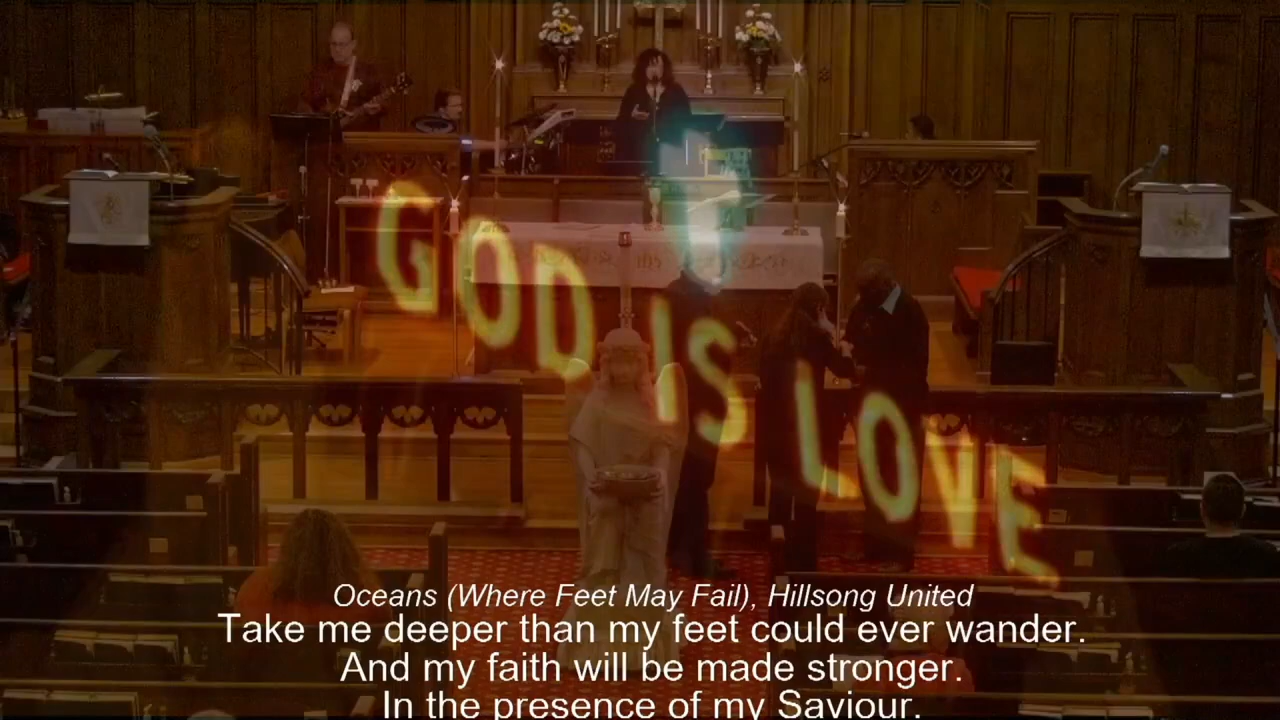 GOD IS LOVE
IHS
Oceans (Where Feet May Fail), Hillsong United
Take me deeper than my feet could ever wander.
And my faith will be made stronger.
In the presence of my Saviour.